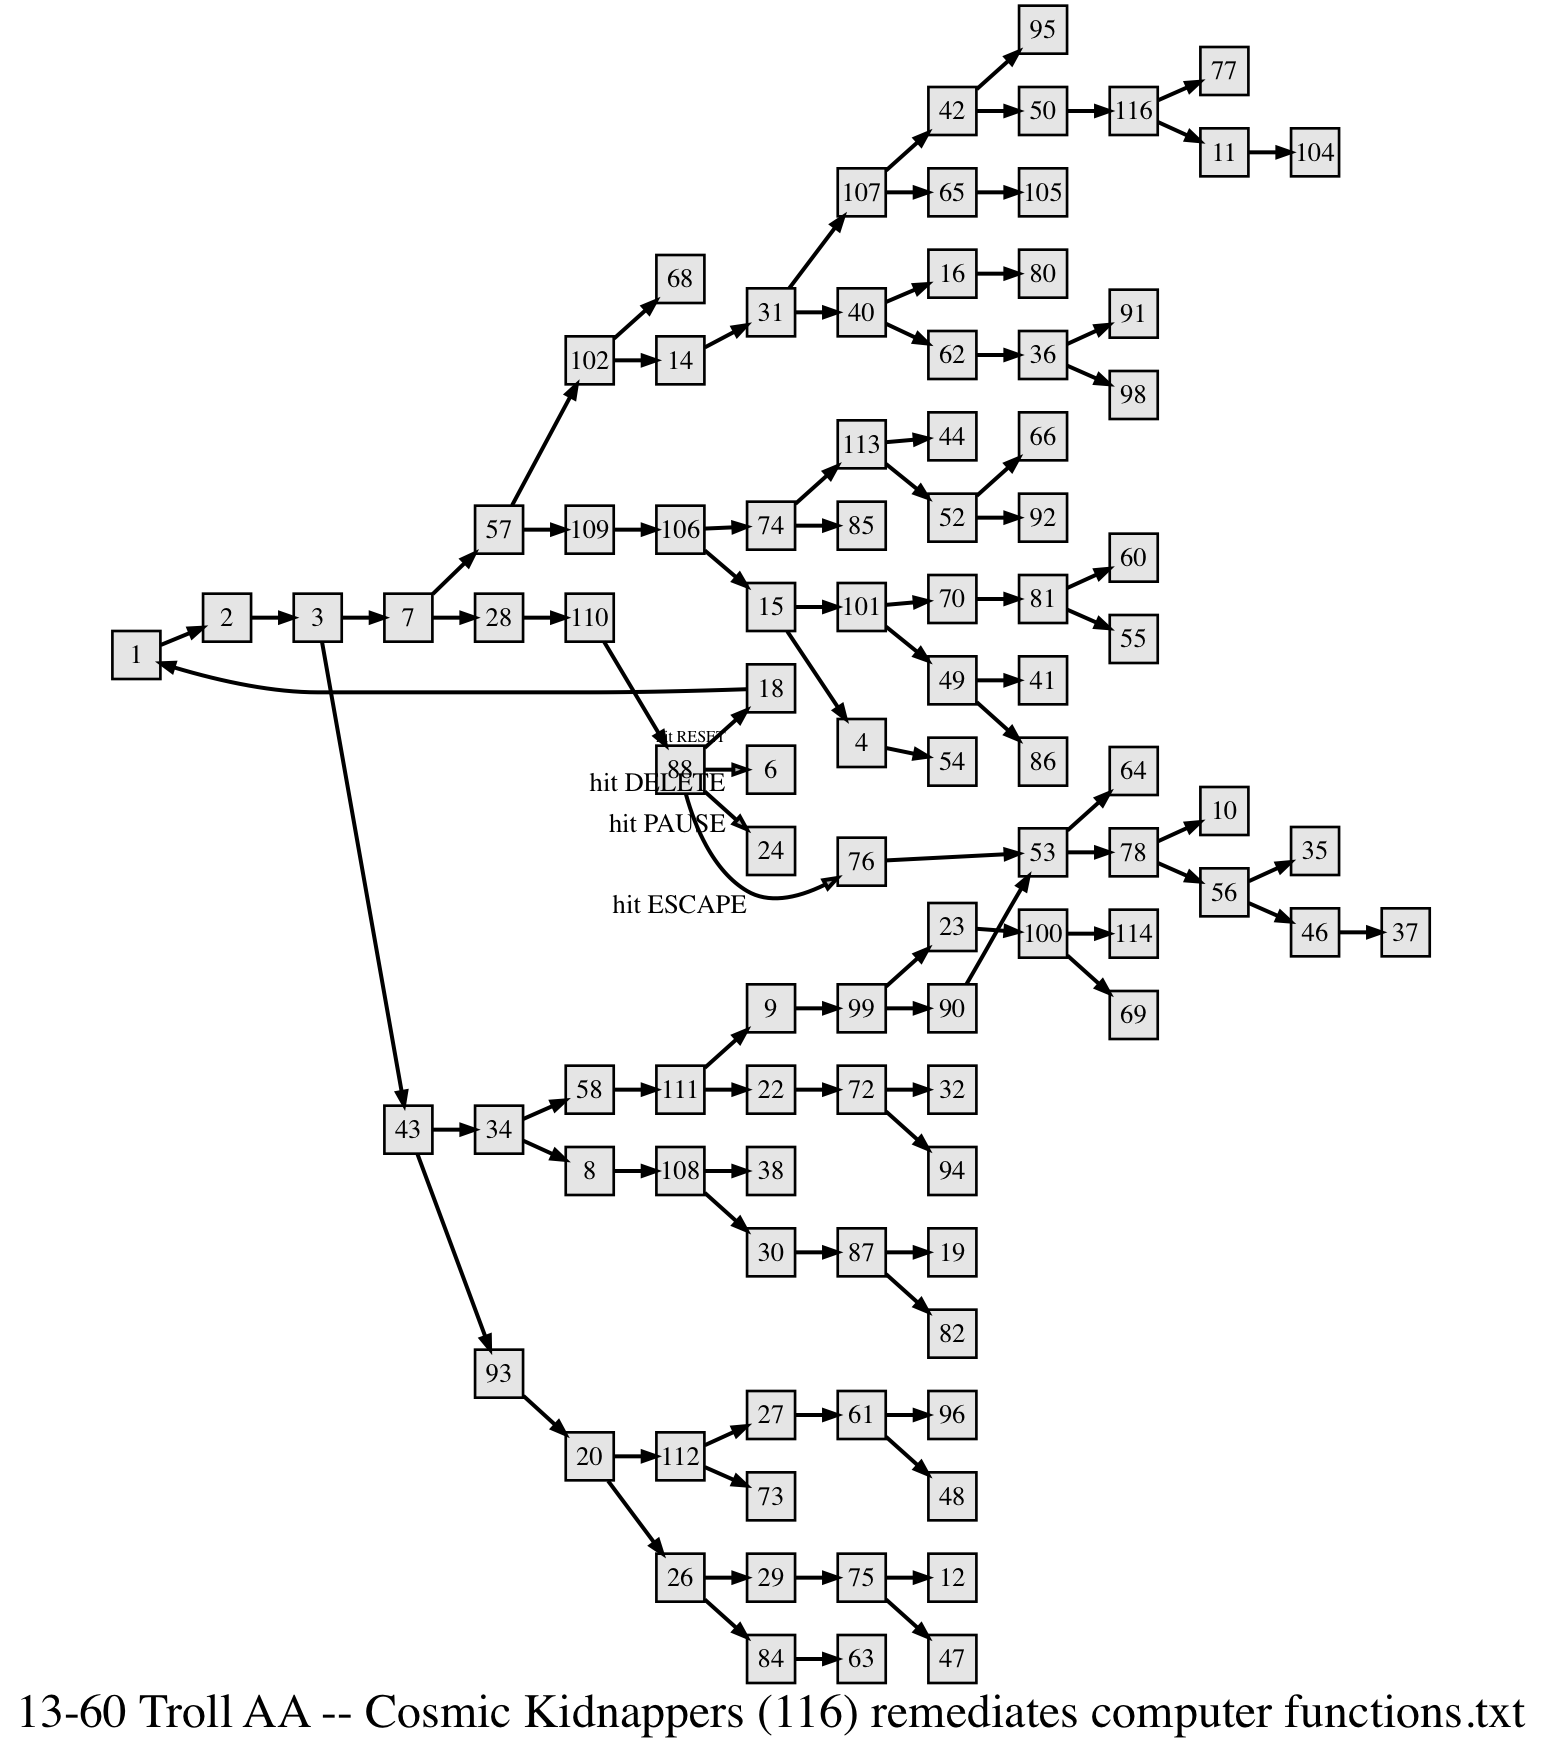 95
77
42 50 116
11 104
107 65 105
68
16 80
31 40
91
102 14
62 36
98
113 44 66
57 109 106 74 85
52 92
60
2 3 7 28 110
15 101 70 81
55
1
18
49 41
hit RESET
4
54 86
64
88 6
hit DELETE
10
hit PAUSE
24 76 53 78
35
56
hit ESCAPE
23 100 114
46 37
9 99 90
69
58 111 22 72 32
43 34
8 108 38
94
30 87 19
82
93
27 61 96
20 112
73
48
26 29 75 12
84 63 47
13-60 Troll AA -- Cosmic Kidnappers (116) remediates computer functions.txt